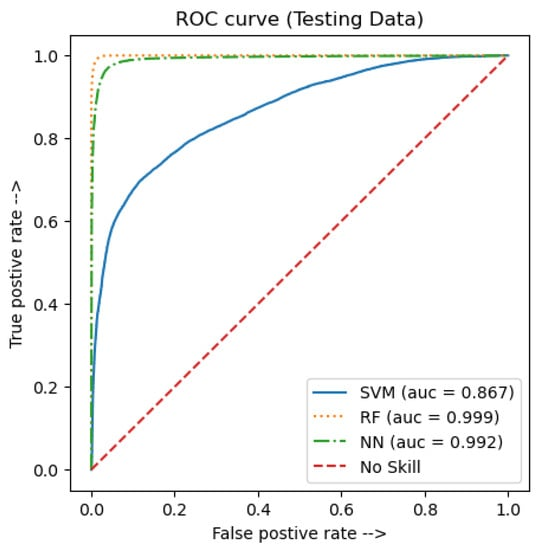 ROC curve (Testing Data)
1.0
0.8
0.6
0.4
0.2
0.0
True postive rate -->
0.0 0.2 0.4 0.6 0.8 1.0
False postive rate -->
SVM (auc = 0.867)
RF (auc = 0.999)
NN (auc = 0.992)
No Skill